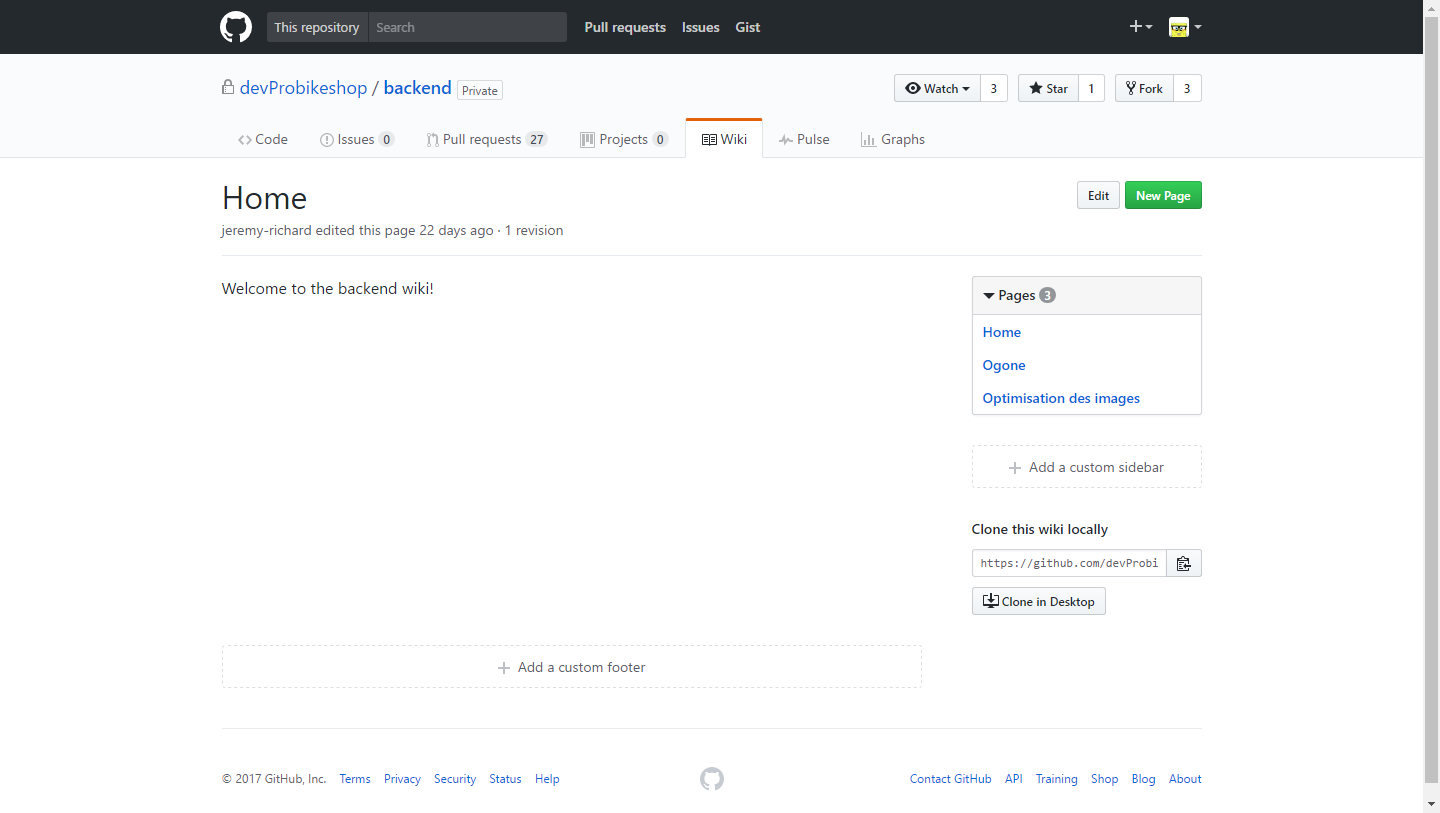 This repository Search Pull requests Issues Gist
devProbikeshop / backend Private Watch 3 Star 1 Fork 3
Code Issues 0 Pull requests 27 Projects 0 Wiki Pulse Graphs
Home Edit New Page
jeremy-richard edited this page 22 days ago · 1 revision
Welcome to the backend wiki!
Pages 3
Home
Ogone
Optimisation des images
Add a custom sidebar
Clone this wiki locally
https://github.com/devProbi
Clone in Desktop
Add a custom footer
© 2017 GitHub, Inc. Terms Privacy Security Status Help Contact GitHub API Training Shop Blog About